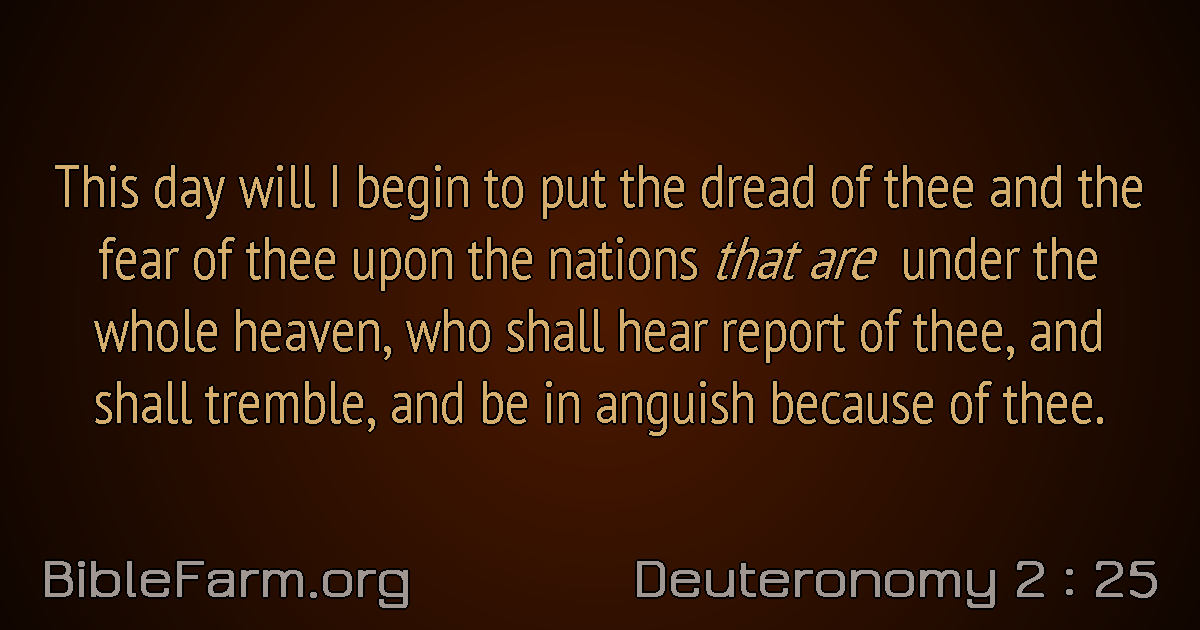 This day will I begin to put the dread of thee and the
fear of thee upon the nations that are under the
whole heaven, who shall hear report of thee, and
shall tremble, and be in anguish because of thee.
BibleFarm.org
Deuteronomy 2 : 25